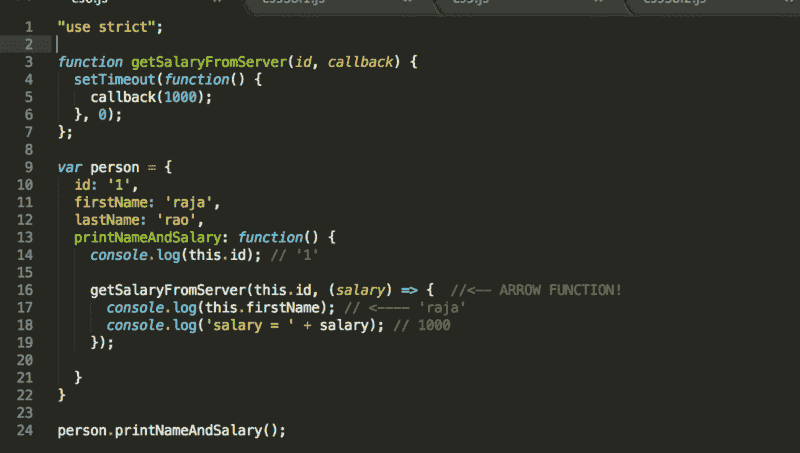 1 "use strict";
2
3 function getSalaryFromServer(id, callback) {
4 setTimeout(function() {
5 callback(1000);
6 }, 0);
7 };
8
9 var person = {
10 id: '1',
11 firstName: 'raja',
12 lastName: 'rao',
13 printNameAndSalary: function() {
14 console.log(this.id); // '1'
15
16 getSalaryFromServer(this.id, (salary) => { //<-- ARROW FUNCTION!
17 console.log(this.firstName); // <---- 'raja'
18 console.log('salary = ' + salary); // 1000
19 });
20
21 }
22 }
23
24 person.printNameAndSalary();